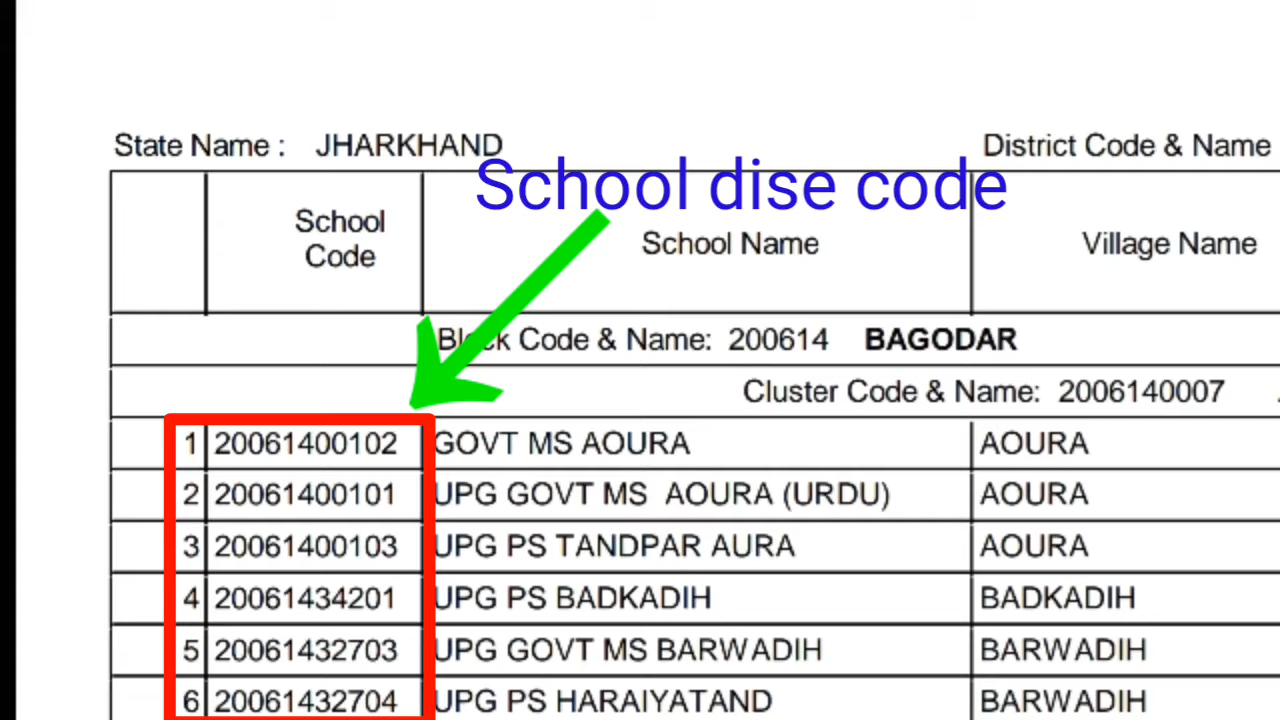 State Name : JHARKHAND District Code & Name
School dise code
School Code School Name Village Name
Block Code & Name: 200614 BAGODAR
Cluster Code & Name: 2006140007
1 20061400102 GOVT MS AOURA AOURA
2 20061400101 UPG GOVT MS AOURA (URDU) AOURA
3 20061400103 UPG PS TANDPAR AURA AOURA
4 20061434201 UPG PS BADKADIH BADKADIH
5 20061432703 UPG GOVT MS BARWADIH BARWADIH
6 20061432704 UPG PS HARAIYATAND BARWADIH